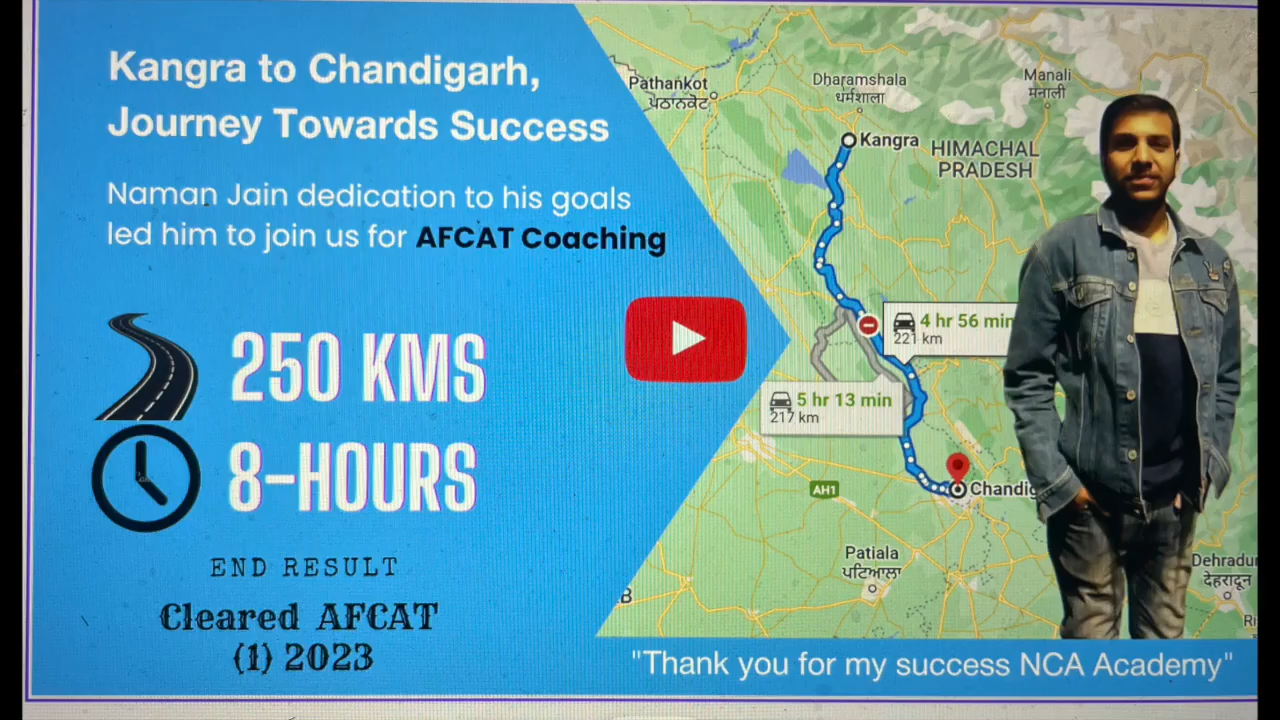 Kangra to Chandigarh,
Journey Towards Success
Naman Jain dedication to his goals
led him to join us for AFCAT Coaching
250 KMS
8-HOURS
END RESULT
Cleared AFCAT
(1) 2023
Pathankot
ਪਠਾਨਕੋਟ
Dharamshala
धर्मशाला
Manali
मनाली
Kangra
HIMACHAL
PRADESH
4 hr 56 min
221 km
5 hr 13 min
217 km
AH1
Chandig
Patiala
ਪਟਿਆਲਾ
Dehradun
देहरादून
"Thank you for my success NCA Academy"